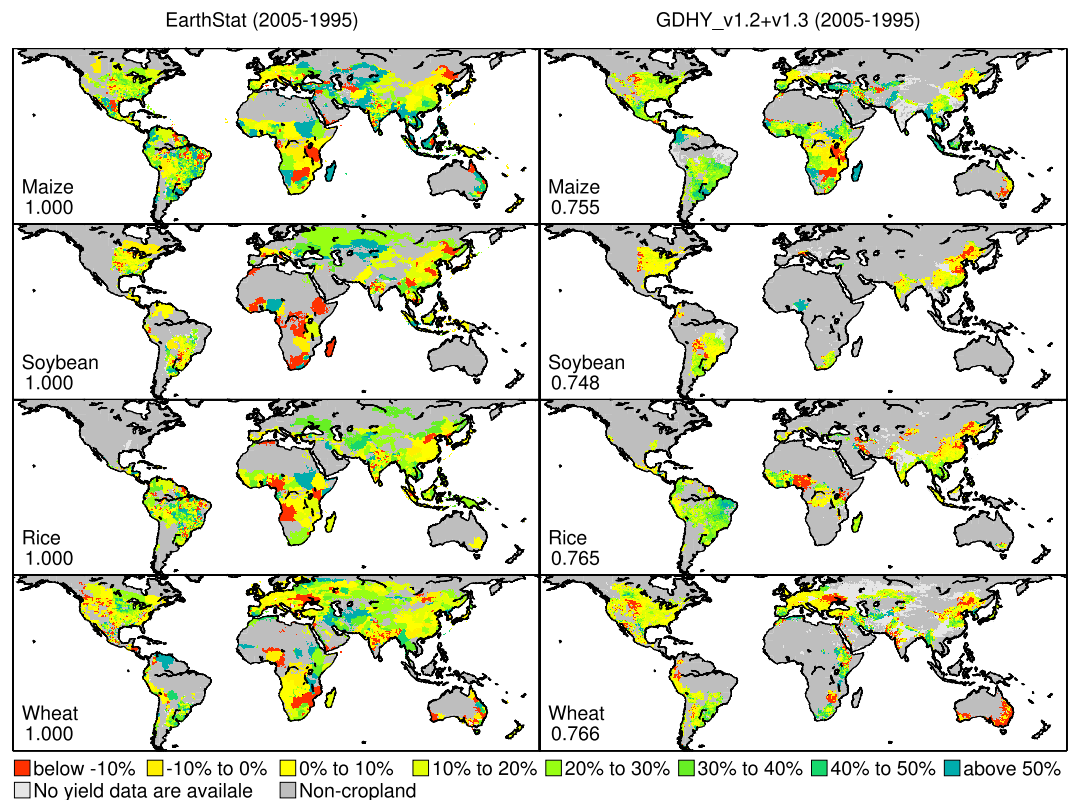 EarthStat (2005-1995) GDHY_v1.2+v1.3 (2005-1995)
Maize
1.000
Maize
0.755
Soybean
1.000
Soybean
0.748
Rice
1.000
Rice
0.765
Wheat
1.000
Wheat
0.766
below -10% -10% to 0% 0% to 10% 10% to 20% 20% to 30% 30% to 40% 40% to 50% above 50%
No yield data are availale Non-cropland